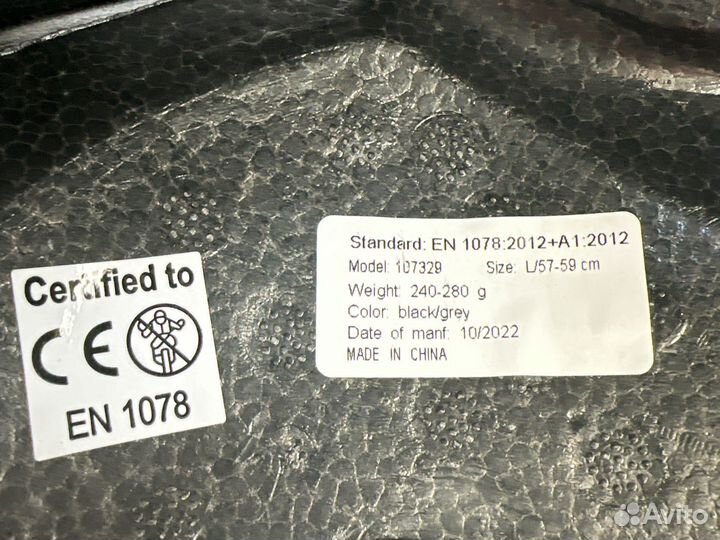 Certified to
CE
EN 1078
Standard: EN 1078:2012+A1:2012
Model: 107329 Size: L/57-59 cm
Weight: 240-280 g
Color: black/grey
Date of manf: 10/2022
MADE IN CHINA
Avito